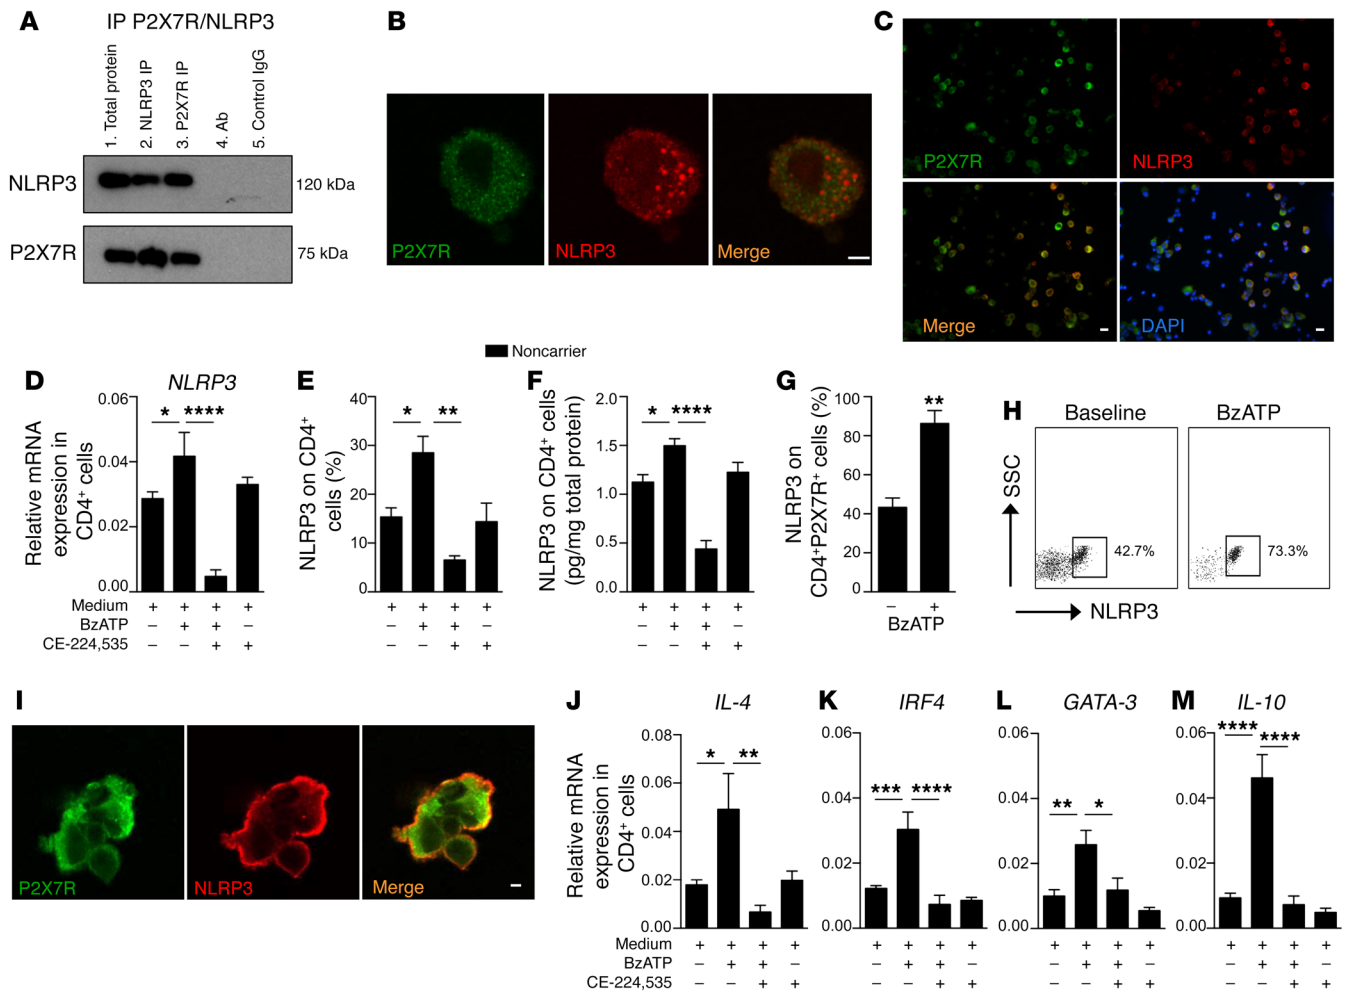 A
IP P2X7R/NLRP3
1. Total protein
2. NLRP3 IP
3. P2X7R IP
4. Ab
5. Control IgG
NLRP3
120 kDa
P2X7R
75 kDa
B
P2X7R
NLRP3
Merge
C
P2X7R
NLRP3
Merge
DAPI
Noncarrier
D
NLRP3
Relative mRNA
expression in
CD4⁺ cells
0.06
0.04
0.02
0.00
* ****
Medium + + + +
BzATP – + + –
CE-224,535 – – + +
E
NLRP3 on CD4⁺
cells (%)
40
30
20
10
0
* **
+ + + +
– + + –
– – + +
F
NLRP3 on CD4⁺ cells
(pg/mg total protein)
2.0
1.5
1.0
0.5
0.0
* ****
+ + + +
– + + –
– – + +
G
NLRP3 on
CD4⁺P2X7R⁺ cells (%)
100
80
60
40
20
0
**
– +
BzATP
H
Baseline
BzATP
SSC
42.7%
73.3%
NLRP3
I
P2X7R
NLRP3
Merge
J
IL-4
Relative mRNA
expression in
CD4⁺ cells
0.08
0.06
0.04
0.02
0.00
* **
Medium + + + +
BzATP – + + –
CE-224,535 – – + +
K
IRF4
0.06
0.04
0.02
0.00
*** ****
+ + + +
– + + –
– – + +
L
GATA-3
0.06
0.04
0.02
0.00
** *
+ + + +
– + + –
– – + +
M
IL-10
0.06
0.04
0.02
0.00
**** ****
+ + + +
– + + –
– – + +